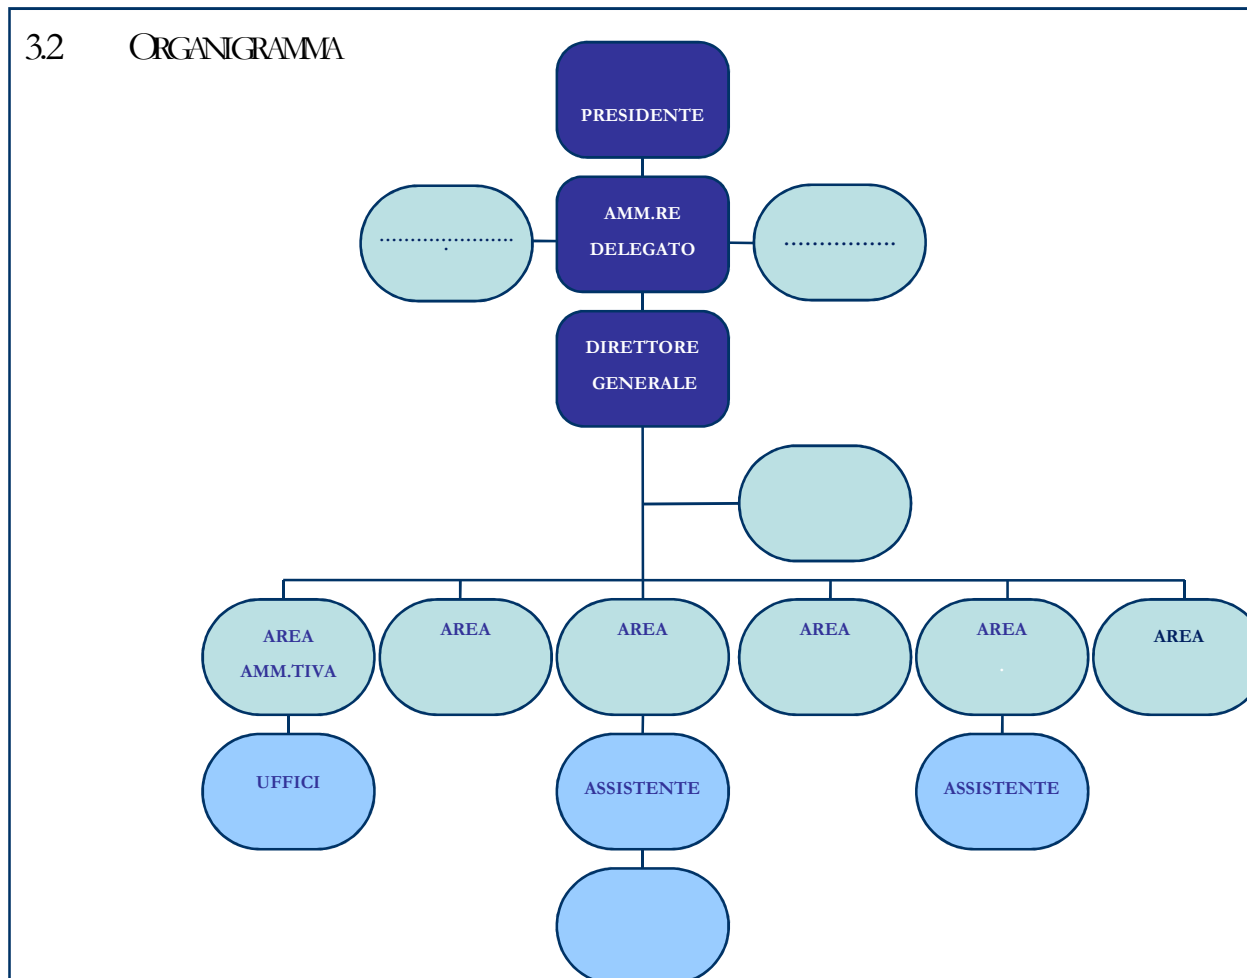 3.2 ORGANIGRAMMA
PRESIDENTE
AMM.RE
DELEGATO
......................
.
................
DIRETTORE
GENERALE
AREA
AMM.TIVA
AREA
AREA
AREA
AREA
.
AREA
UFFICI
ASSISTENTE
ASSISTENTE